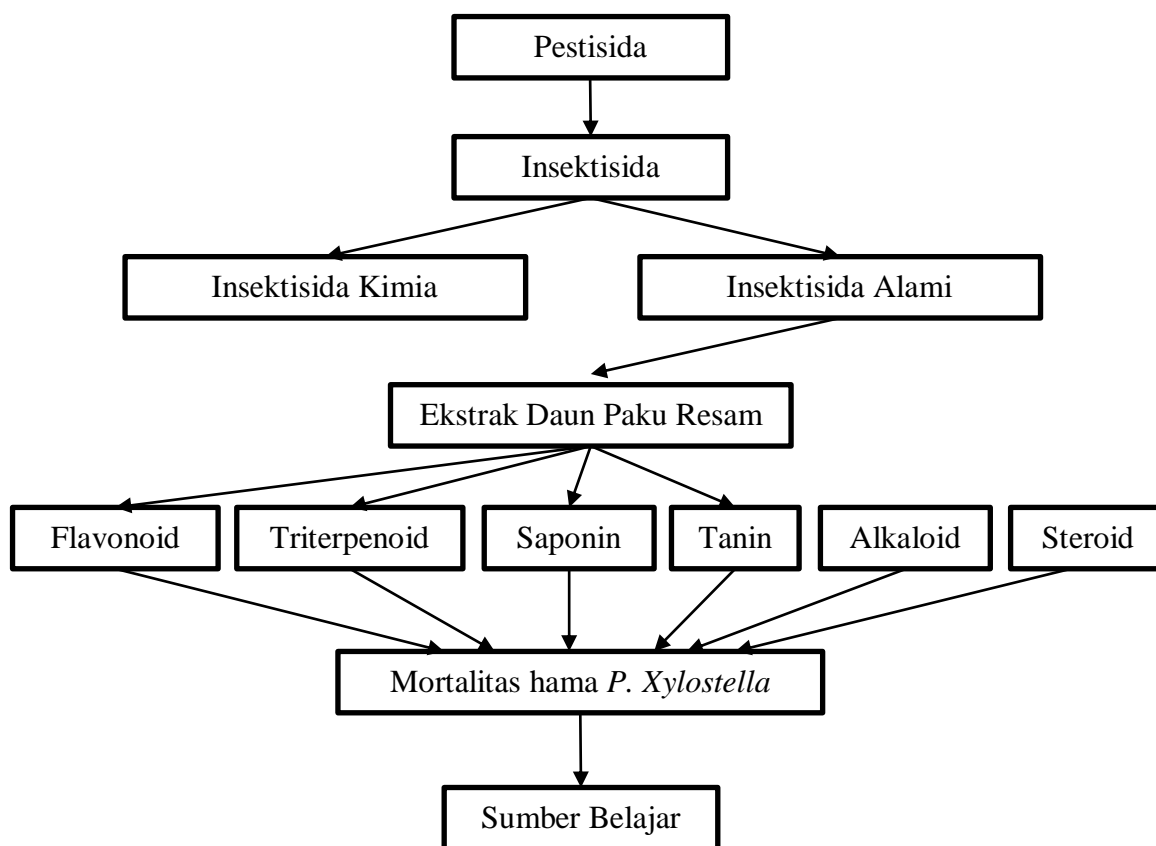 Pestisida
Insektisida
Insektisida Kimia
Insektisida Alami
Ekstrak Daun Paku Resam
Flavonoid
Triterpenoid
Saponin
Tanin
Alkaloid
Steroid
Mortalitas hama P. Xylostella
Sumber Belajar